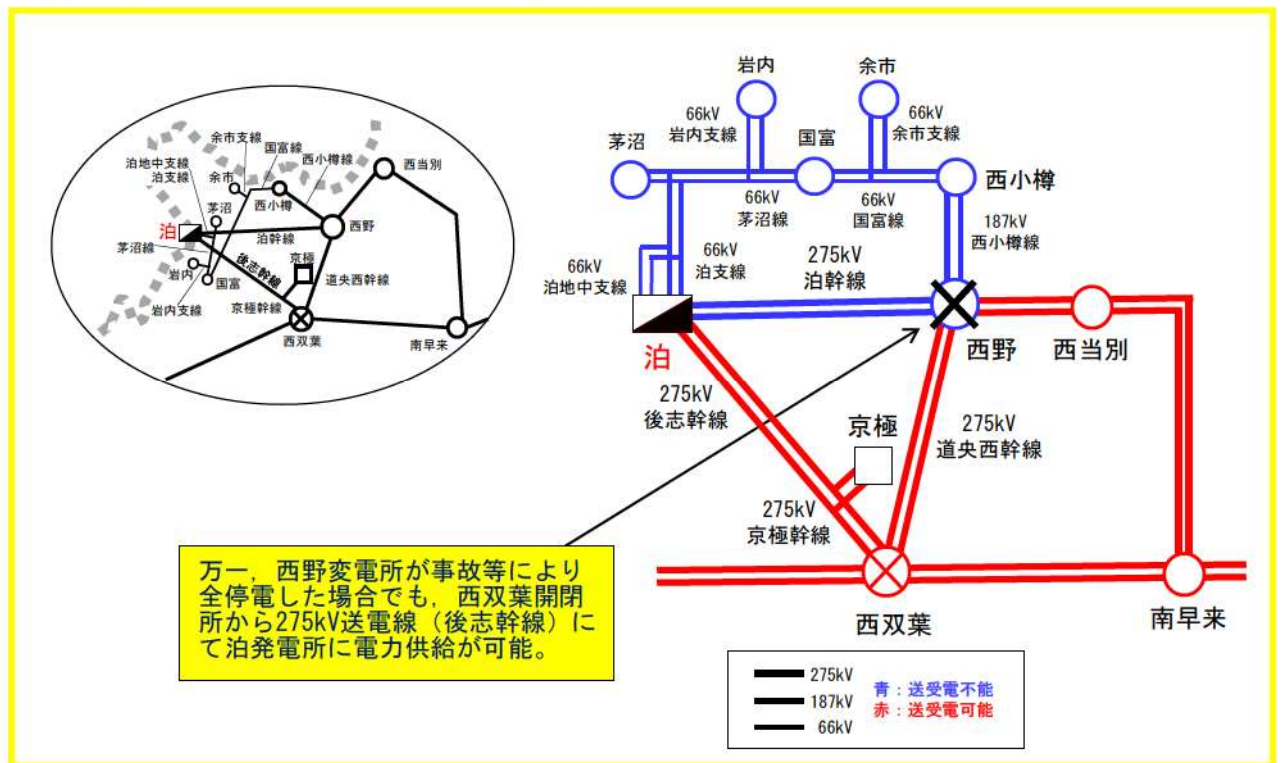 余市支線
国富線
西小樽線
泊地中支線
泊支線
余市
西当別
茅沼
西小樽
西野
泊
泊幹線
茅沼線
後志幹線
京極
道央西幹線
岩内
国富
岩内支線
京極幹線
西双葉
南早来
岩内
余市
66kV
岩内支線
66kV
余市支線
茅沼
国富
西小樽
66kV
茅沼線
66kV
国富線
187kV
西小樽線
66kV
泊地中支線
66kV
泊支線
275kV
泊幹線
泊
西野
西当別
275kV
後志幹線
京極
275kV
道央西幹線
275kV
京極幹線
西双葉
南早来
万一，西野変電所が事故等により
全停電した場合でも，西双葉開閉
所から275kV送電線（後志幹線）に
て泊発電所に電力供給が可能。
275kV
187kV
66kV
青：送受電不能
赤：送受電可能